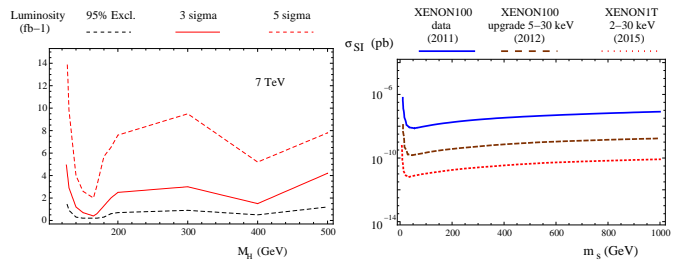 Luminosity 95% Excl. 3 sigma 5 sigma
(fb-1)
7 TeV
14
12
10
8
6
4
2
0
200 300 400 500
M_H (GeV)
XENON100 XENON100 XENON1T
σ_SI (pb) data upgrade 5-30 keV 2-30 keV
(2011) (2012) (2015)
10^-6
10^-10
10^-14
0 200 400 600 800 1000
m_s (GeV)